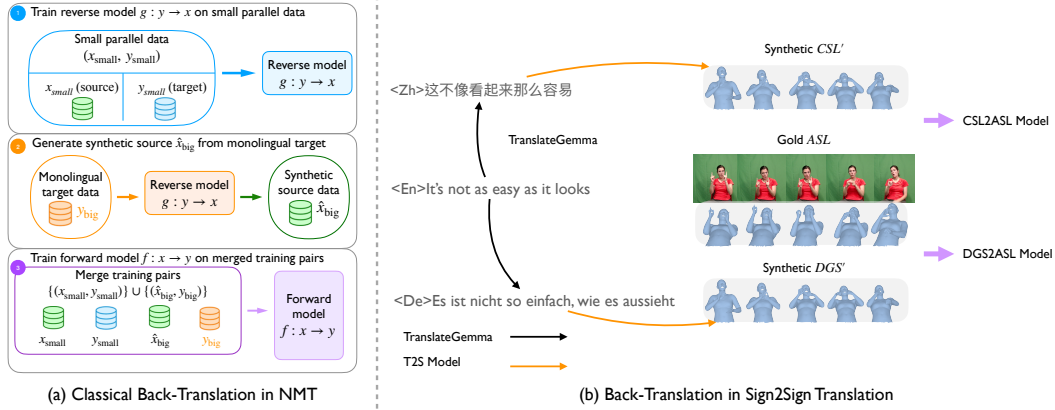 1 Train reverse model g : y → x on small parallel data
Small parallel data
(x_small, y_small)
x_small (source)
y_small (target)
Reverse model
g : y → x
2 Generate synthetic source x̂_big from monolingual target
Monolingual
target data
y_big
Reverse model
g : y → x
Synthetic
source data
x̂_big
Train forward model f : x → y on merged training pairs
3
Merge training pairs
{(x_small, y_small)} ∪ {(x̂_big, y_big)}
x_small
y_small
x̂_big
y_big
Forward
model
f : x → y
(a) Classical Back-Translation in NMT
<Zh>这不像看起来那么容易
TranslateGemma
<En>It's not as easy as it looks
<De>Es ist nicht so einfach, wie es aussieht
TranslateGemma
T2S Model
Synthetic CSL′
Gold ASL
Synthetic DGS′
CSL2ASL Model
DGS2ASL Model
(b) Back-Translation in Sign2Sign Translation